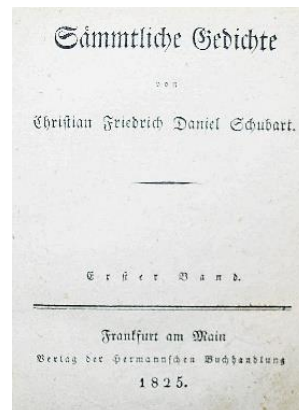 Sämmtliche Gedichte
von
Christian Friedrich Daniel Schubart.
Erster Band.
Frankfurt am Main
Verlag der Hermannschen Buchhandlung
1825.